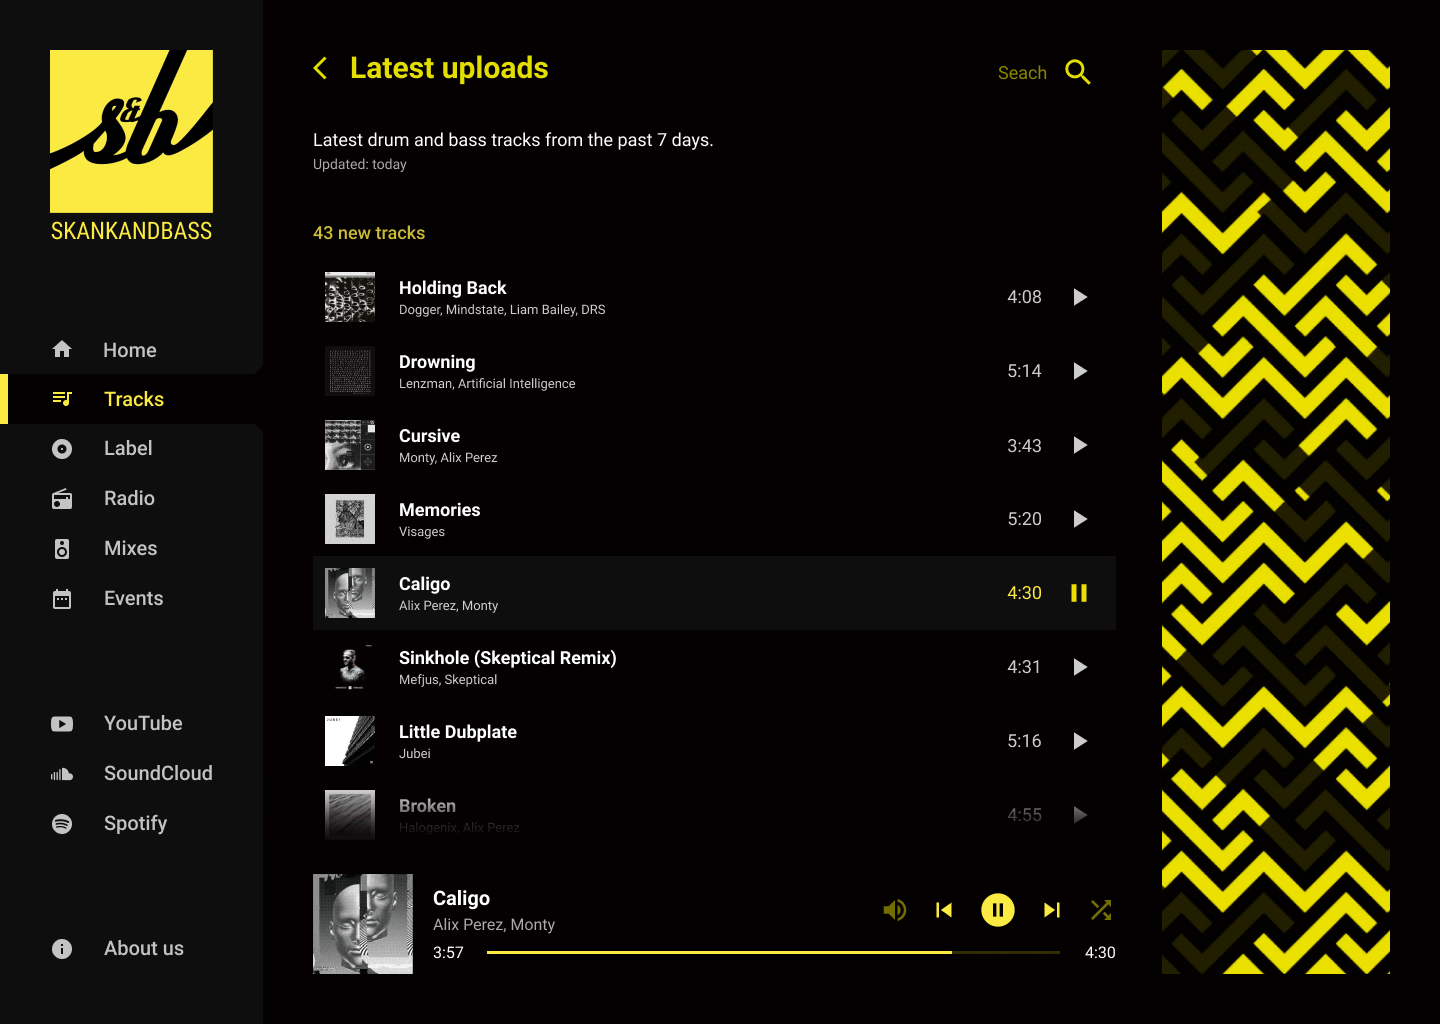 s&b
SKANKANDBASS
Home
Tracks
Label
Radio
Mixes
Events
YouTube
SoundCloud
Spotify
About us
Latest uploads
Seach
Latest drum and bass tracks from the past 7 days.
Updated: today
43 new tracks
Holding Back
Dogger, Mindstate, Liam Bailey, DRS
4:08
Drowning
Lenzman, Artificial Intelligence
5:14
Cursive
Monty, Alix Perez
3:43
Memories
Visages
5:20
Caligo
Alix Perez, Monty
4:30
Sinkhole (Skeptical Remix)
Mefjus, Skeptical
4:31
JUBEI
Little Dubplate
Jubei
5:16
Broken
Halogenix, Alix Perez
4:55
Caligo
Alix Perez, Monty
3:57
4:30